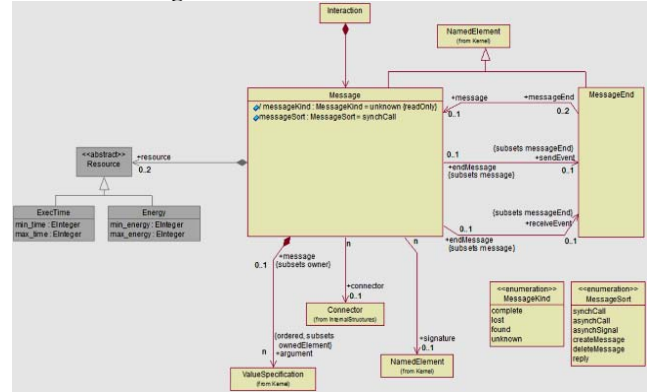 Interaction
NamedElement
(from Kernel)
Message
/ messageKind : MessageKind = unknown {readOnly}
messageSort : MessageSort = synchCall
MessageEnd
+message
+messageEnd
0..1
0..2
<<abstract>>
Resource
+resource
0..2
{subsets messageEnd}
0..1
+sendEvent
+endMessage
0..1
{subsets message}
ExecTime
min_time : EInteger
max_time : EInteger
Energy
min_energy : EInteger
max_energy : EInteger
{subsets messageEnd}
0..1
+receiveEvent
+endMessage
0..1
{subsets message}
+message
0..1
{subsets owner}
n
n
+connector
0..1
Connector
(from InternalStructures)
<<enumeration>>
MessageKind
complete
lost
found
unknown
<<enumeration>>
MessageSort
synchCall
asynchCall
asynchSignal
createMessage
deleteMessage
reply
{ordered, subsets
ownedElement}
n
+argument
+signature
0..1
ValueSpecification
(from Kernel)
NamedElement
(from Kernel)